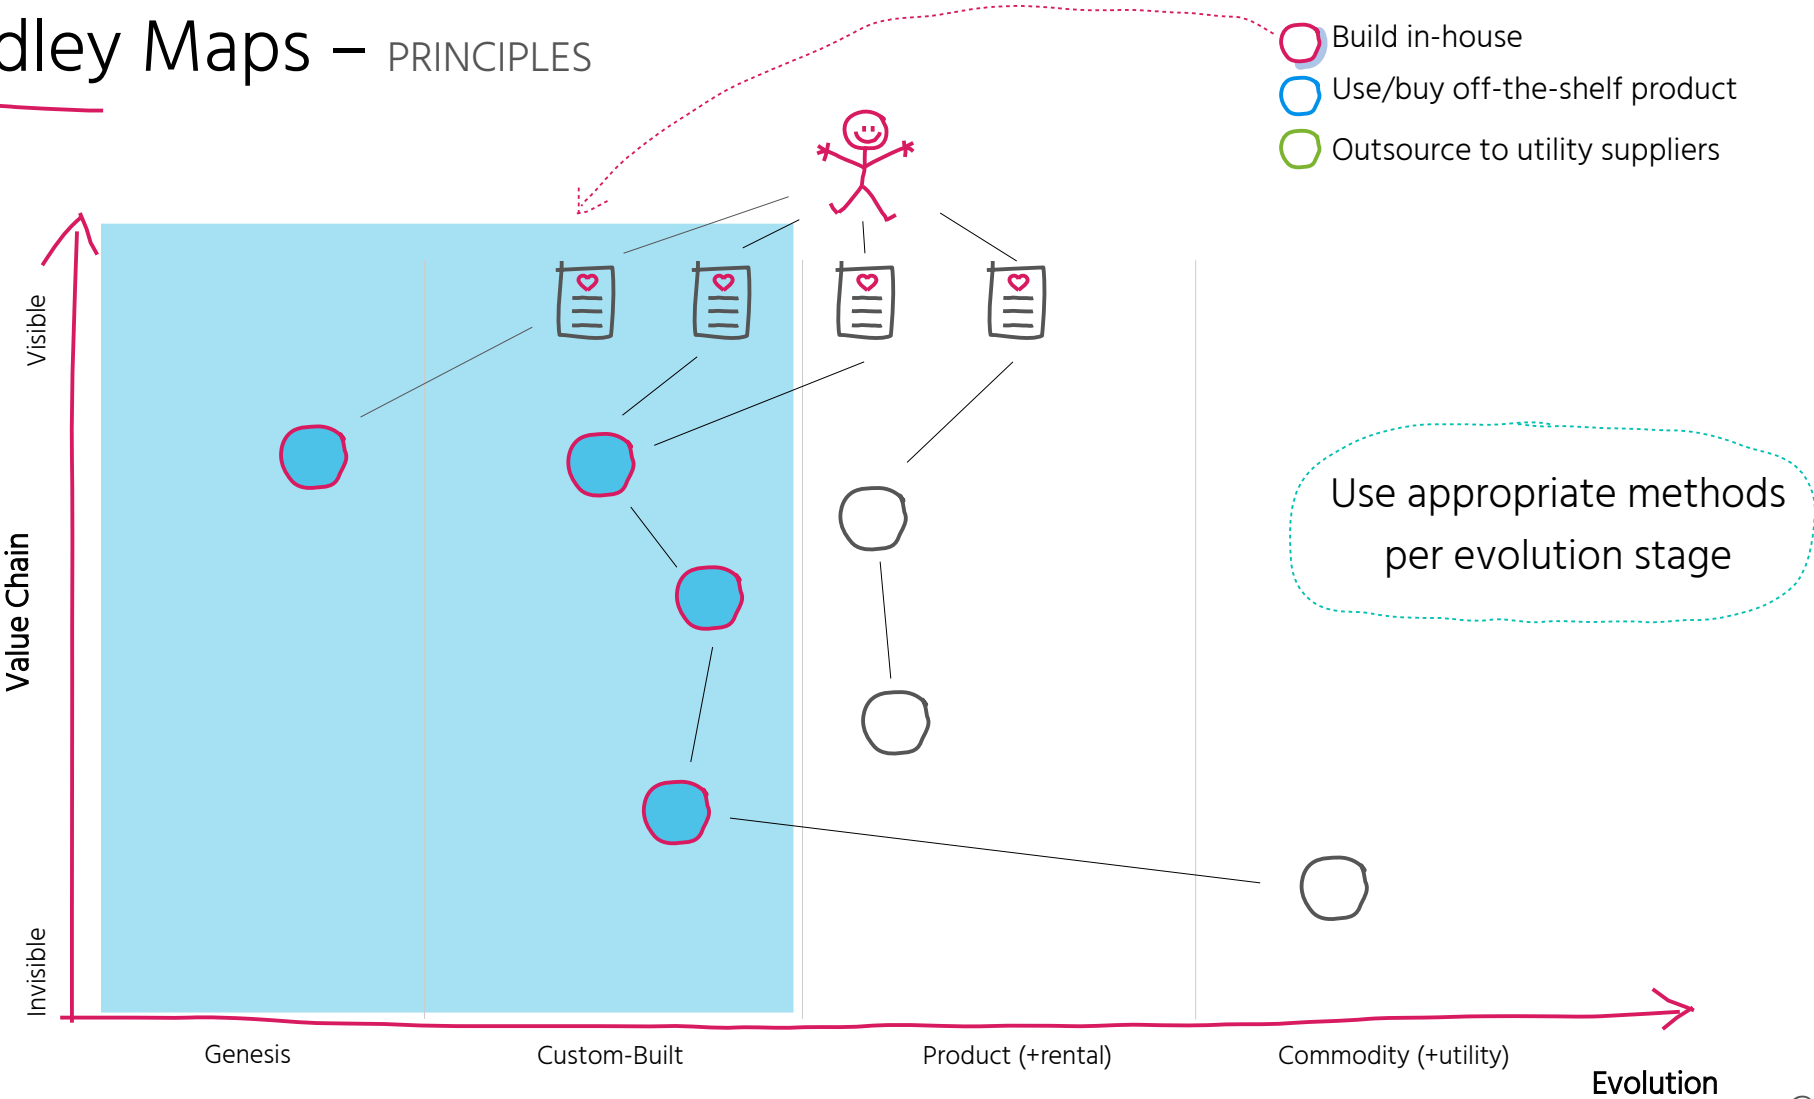 dley Maps – PRINCIPLES
Build in-house
Use/buy off-the-shelf product
Outsource to utility suppliers
Visible
Value Chain
Invisible
Use appropriate methods
per evolution stage
Genesis
Custom-Built
Product (+rental)
Commodity (+utility)
Evolution